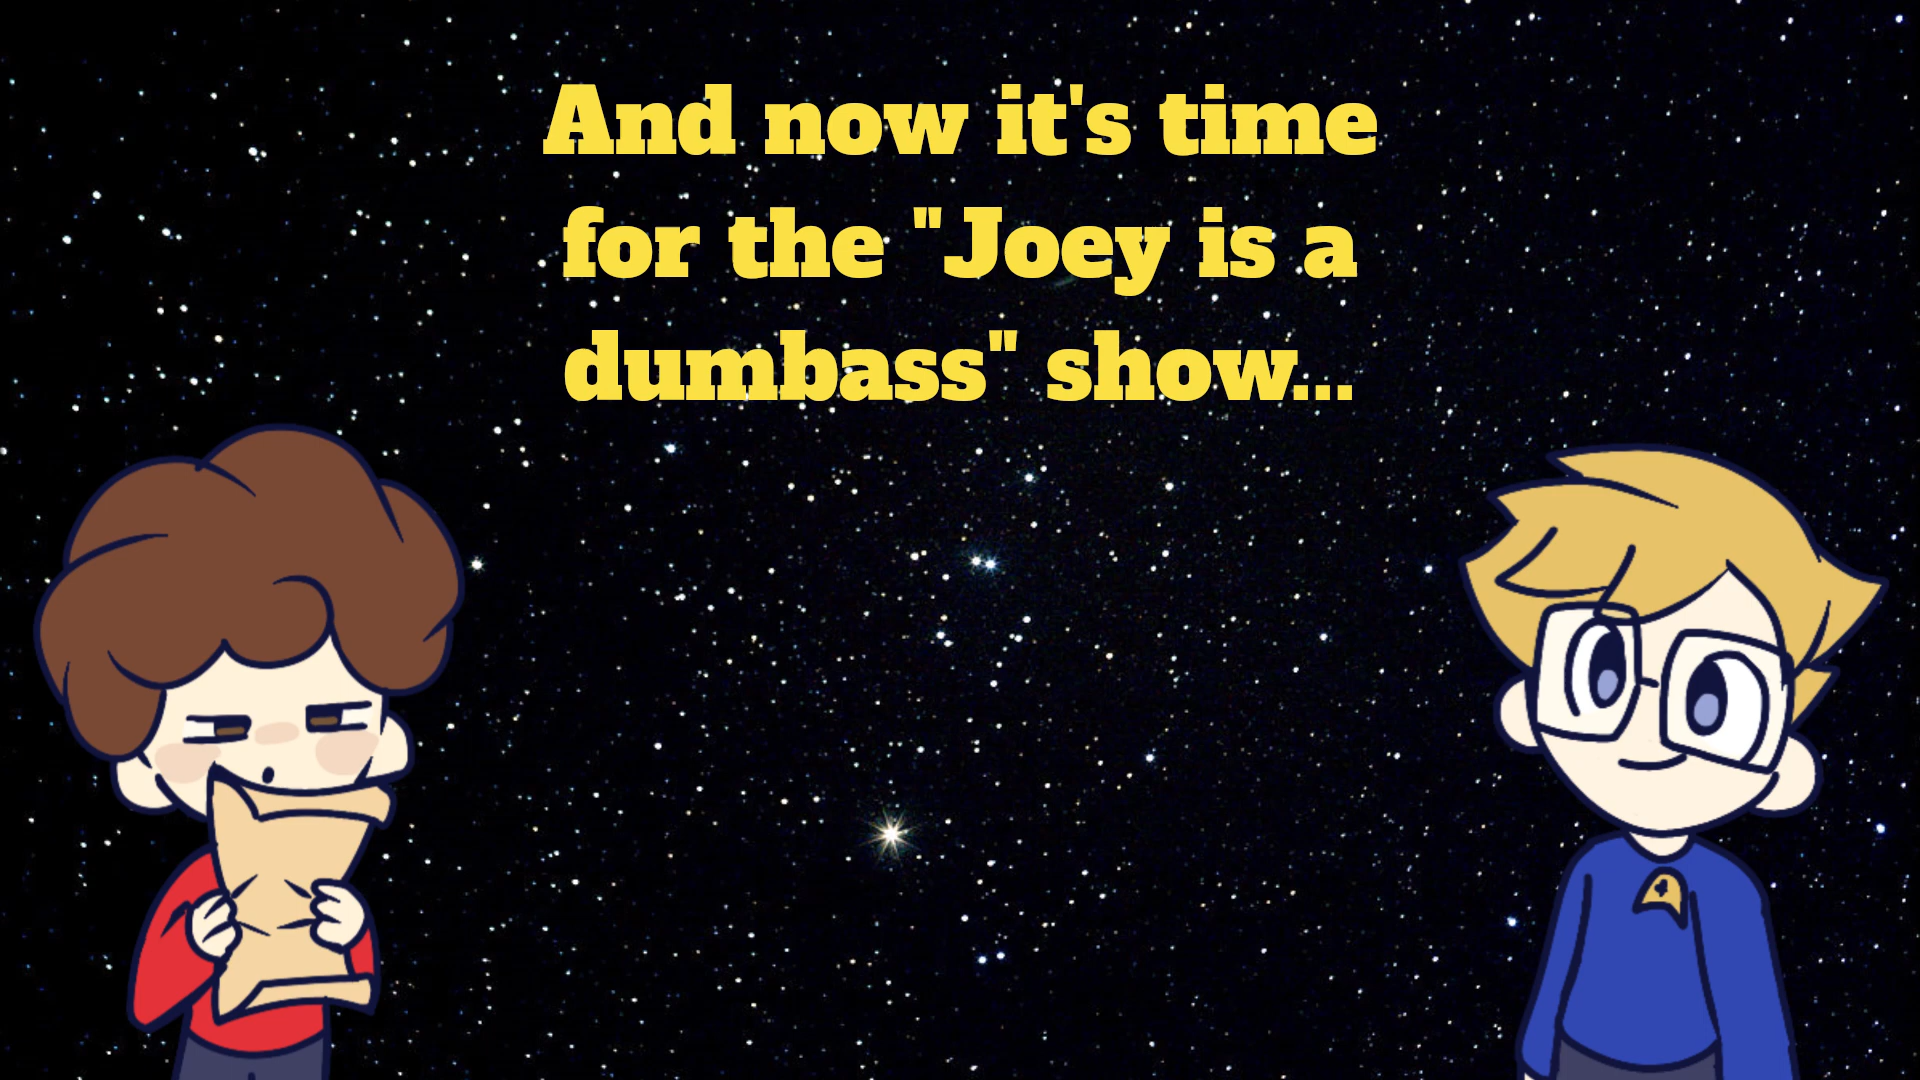 And now it's time
for the "Joey is a
dumbass" show...